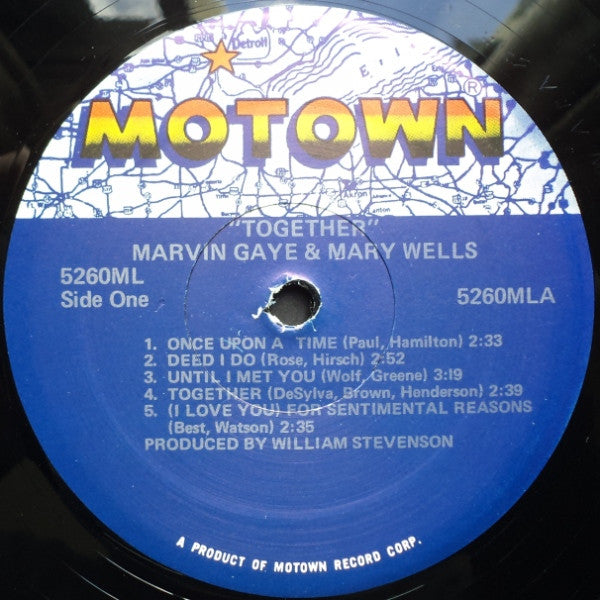 Detroit
MOTOWN®
"TOGETHER"
MARVIN GAYE & MARY WELLS
5260ML
Side One
5260MLA
1. ONCE UPON A TIME (Paul, Hamilton) 2:33
2. DEED I DO (Rose, Hirsch) 2:52
3. UNTIL I MET YOU (Wolf, Greene) 3:19
4. TOGETHER (DeSylva, Brown, Henderson) 2:39
5. (I LOVE YOU) FOR SENTIMENTAL REASONS
(Best, Watson) 2:35
PRODUCED BY WILLIAM STEVENSON
A PRODUCT OF MOTOWN RECORD CORP.